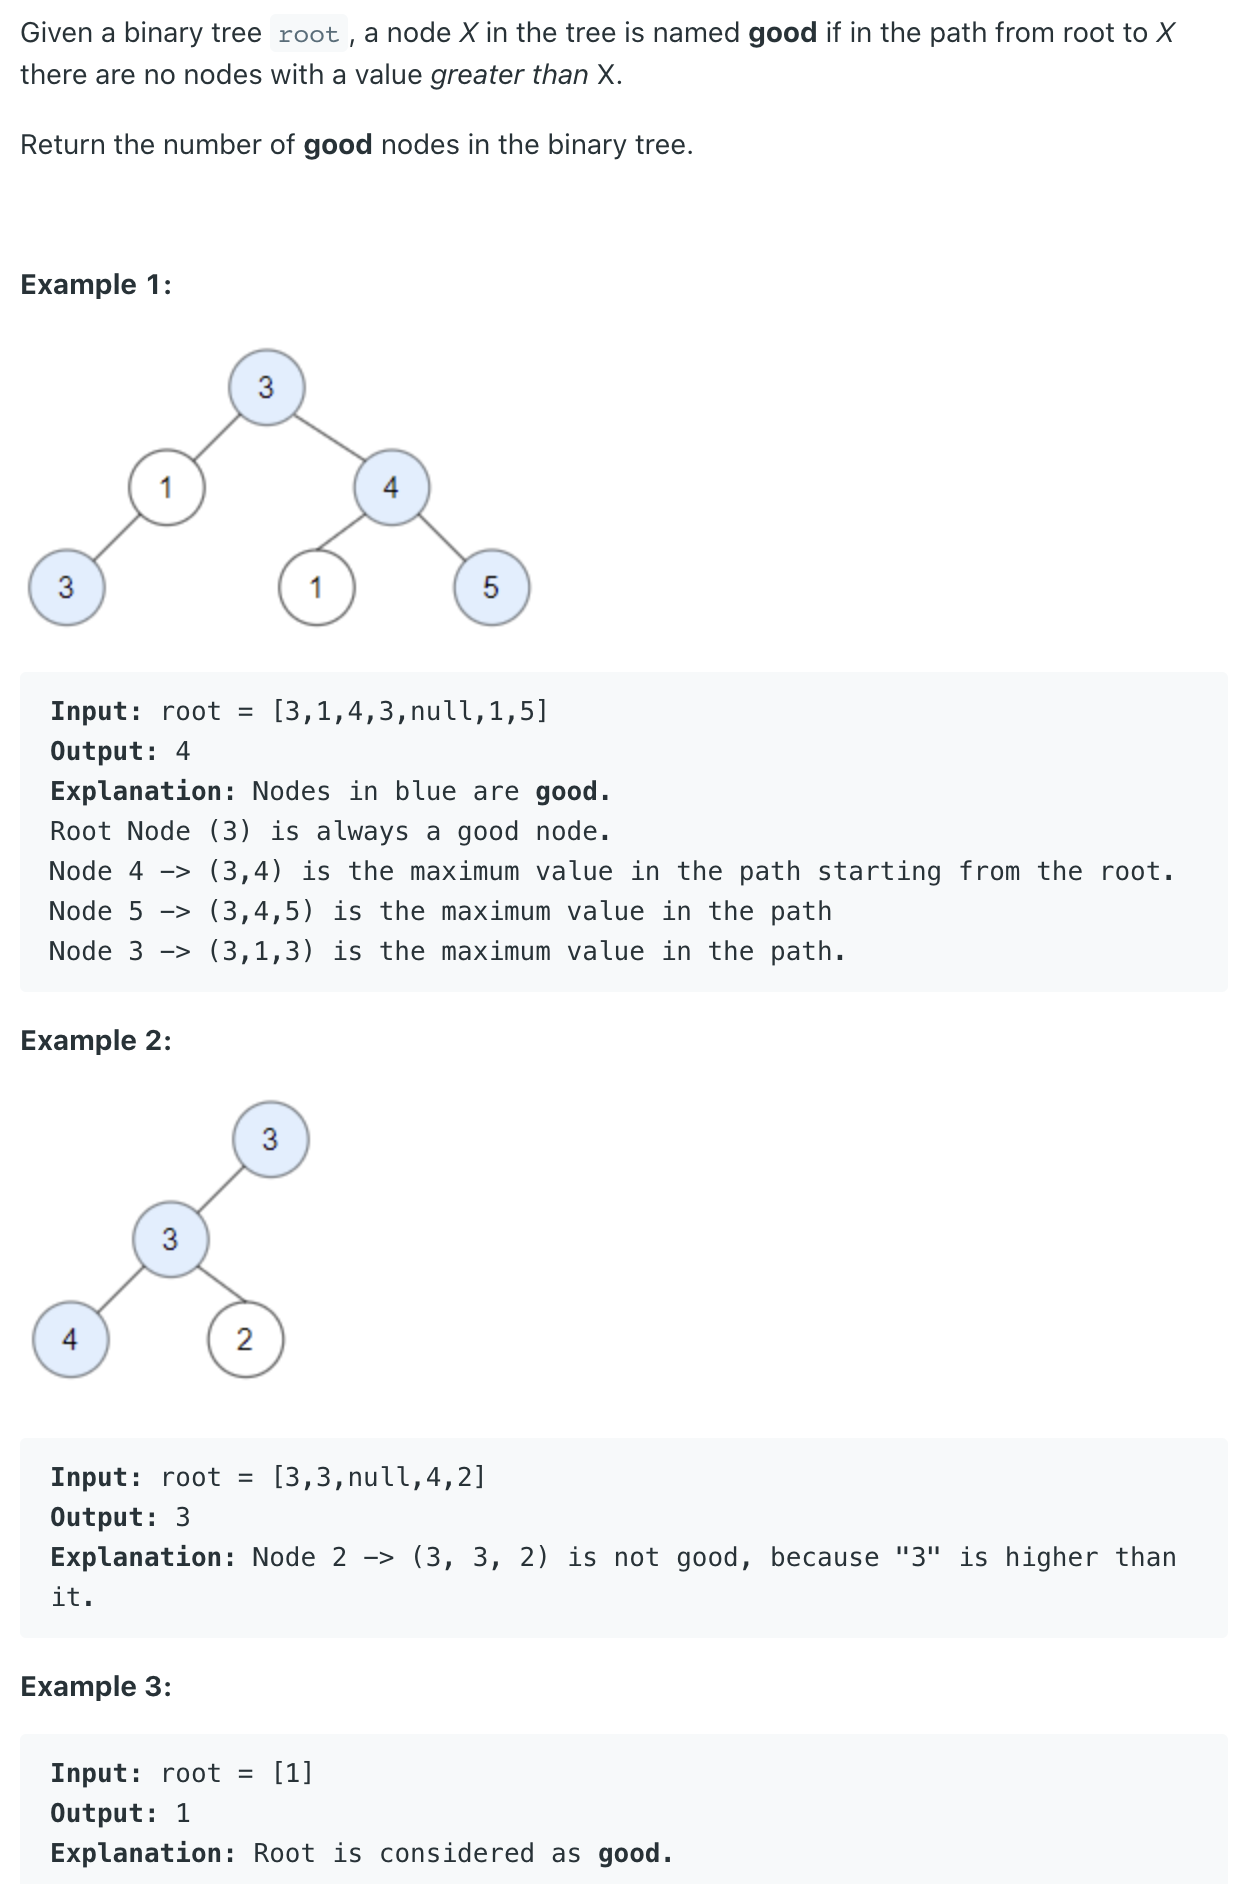 Given a binary tree root, a node X in the tree is named good if in the path from root to X
there are no nodes with a value greater than X.
Return the number of good nodes in the binary tree.
Example 1:
3
1 4
3 1 5
Input: root = [3,1,4,3,null,1,5]
Output: 4
Explanation: Nodes in blue are good.
Root Node (3) is always a good node.
Node 4 -> (3,4) is the maximum value in the path starting from the root.
Node 5 -> (3,4,5) is the maximum value in the path
Node 3 -> (3,1,3) is the maximum value in the path.
Example 2:
3
3
4 2
Input: root = [3,3,null,4,2]
Output: 3
Explanation: Node 2 -> (3, 3, 2) is not good, because "3" is higher than
it.
Example 3:
Input: root = [1]
Output: 1
Explanation: Root is considered as good.